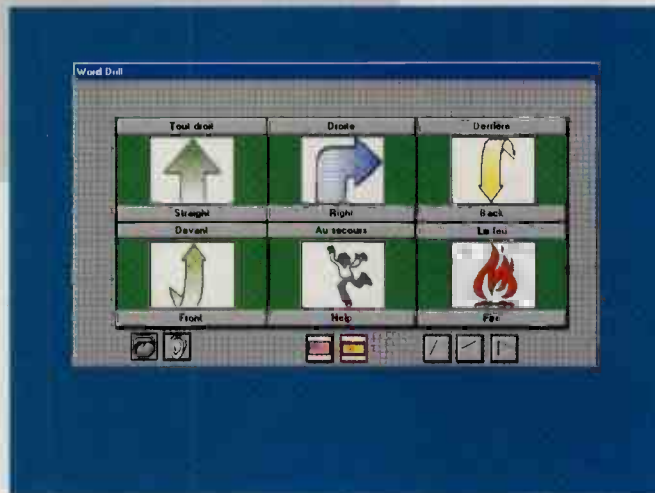 Word Drill
Tout droit
Droite
Derrière
Straight
Right
Back
Devant
Au secours
Le feu
Front
Help
Fire